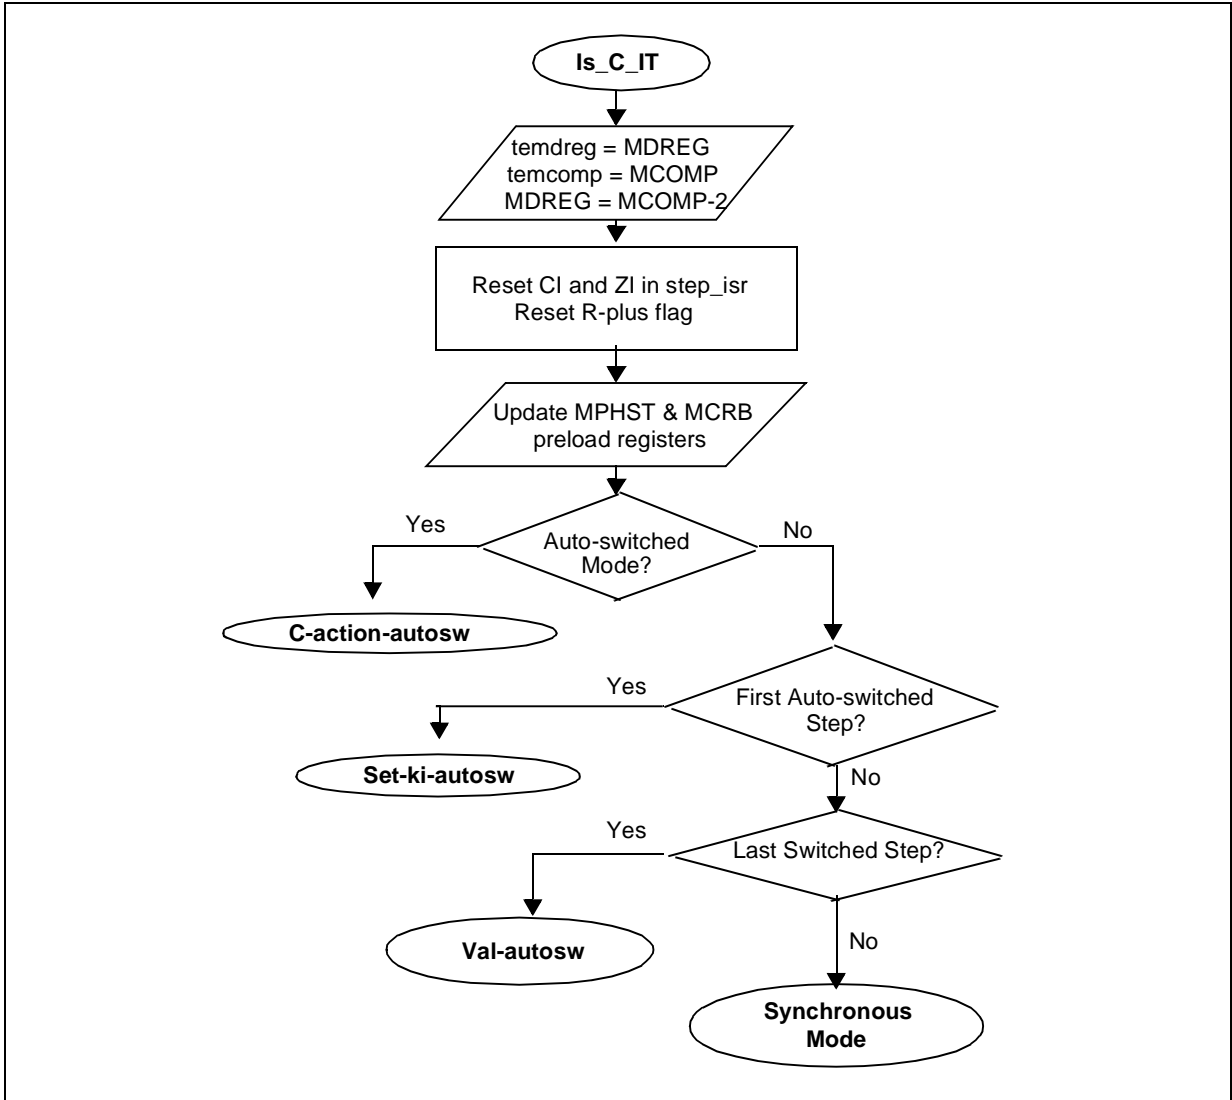 Is_C_IT
temdreg = MDREG
temcomp = MCOMP
MDREG = MCOMP-2
Reset CI and ZI in step_isr
Reset R-plus flag
Update MPHST & MCRB
preload registers
Yes
Auto-switched
Mode?
No
C-action-autosw
Yes
First Auto-switched
Step?
Set-ki-autosw
No
Yes
Last Switched Step?
Val-autosw
No
Synchronous
Mode